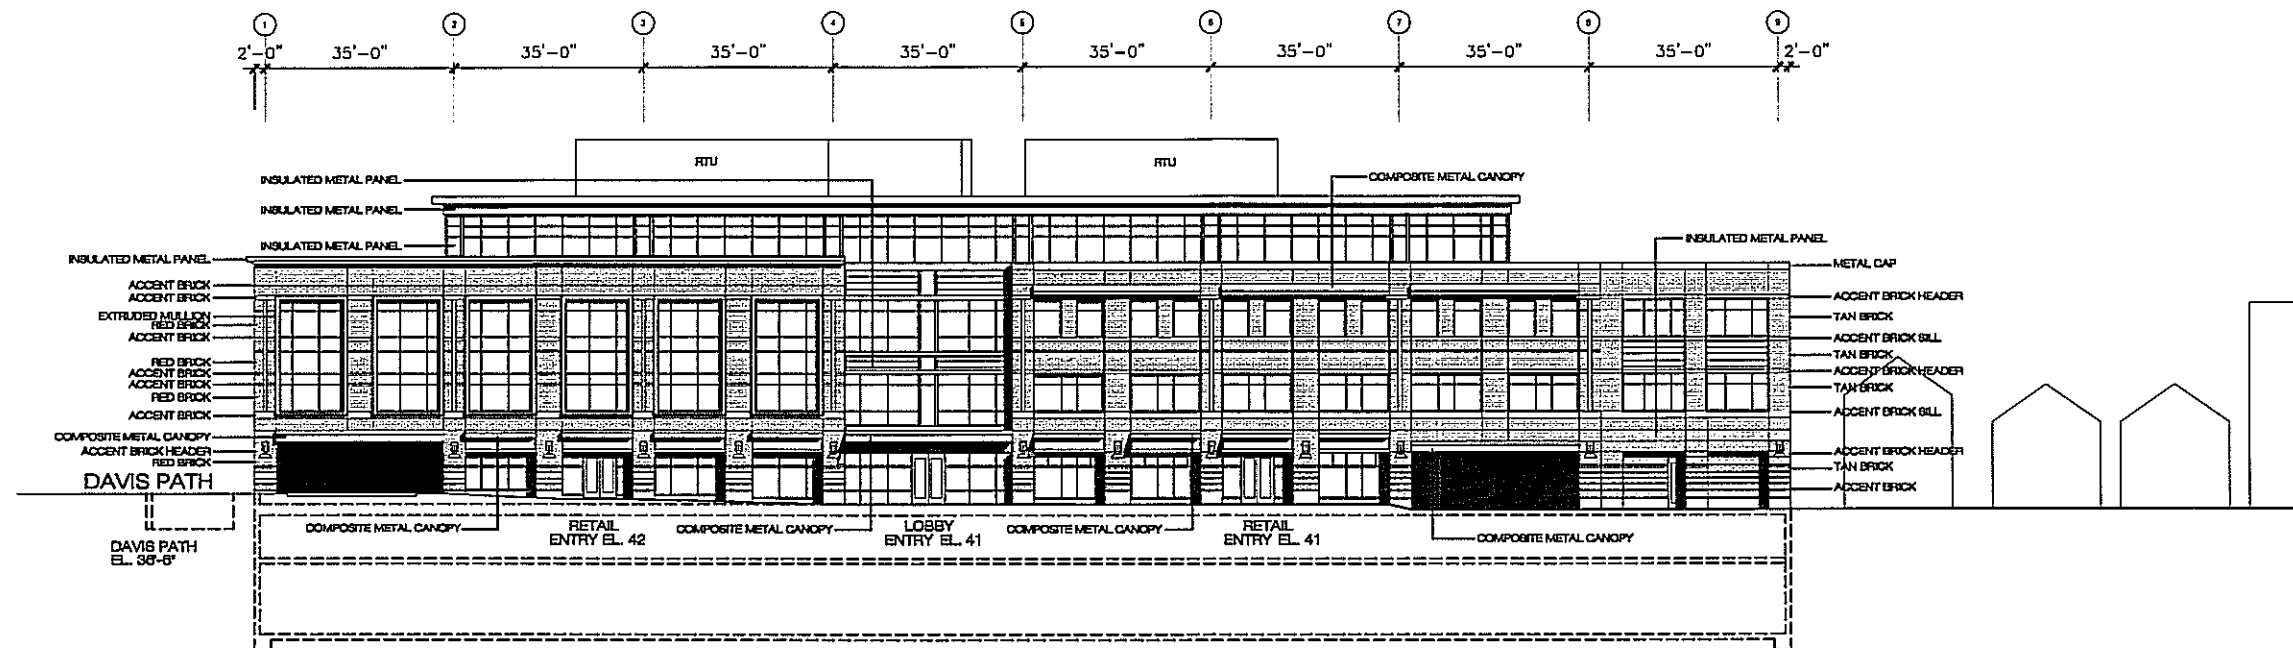 1 2 3 4 5 6 7 8 9
2'-0" 35'-0" 35'-0" 35'-0" 35'-0" 35'-0" 35'-0" 35'-0" 35'-0" 2'-0"
RTU
RTU
INSULATED METAL PANEL
COMPOSITE METAL CANOPY
INSULATED METAL PANEL
INSULATED METAL PANEL
INSULATED METAL PANEL
INSULATED METAL PANEL
ACCENT BRICK
ACCENT BRICK
EXTRUDED MULLION
RED BRICK
ACCENT BRICK
RED BRICK
ACCENT BRICK
ACCENT BRICK
RED BRICK
ACCENT BRICK
COMPOSITE METAL CANOPY
ACCENT BRICK HEADER
RED BRICK
METAL CAP
ACCENT BRICK HEADER
TAN BRICK
ACCENT BRICK SILL
TAN BRICK
ACCENT BRICK HEADER
TAN BRICK
ACCENT BRICK SILL
ACCENT BRICK HEADER
TAN BRICK
ACCENT BRICK
DAVIS PATH
DAVIS PATH
EL. 38'-6"
COMPOSITE METAL CANOPY
RETAIL
ENTRY EL. 42
COMPOSITE METAL CANOPY
LOBBY
ENTRY EL. 41
COMPOSITE METAL CANOPY
RETAIL
ENTRY EL. 41
COMPOSITE METAL CANOPY